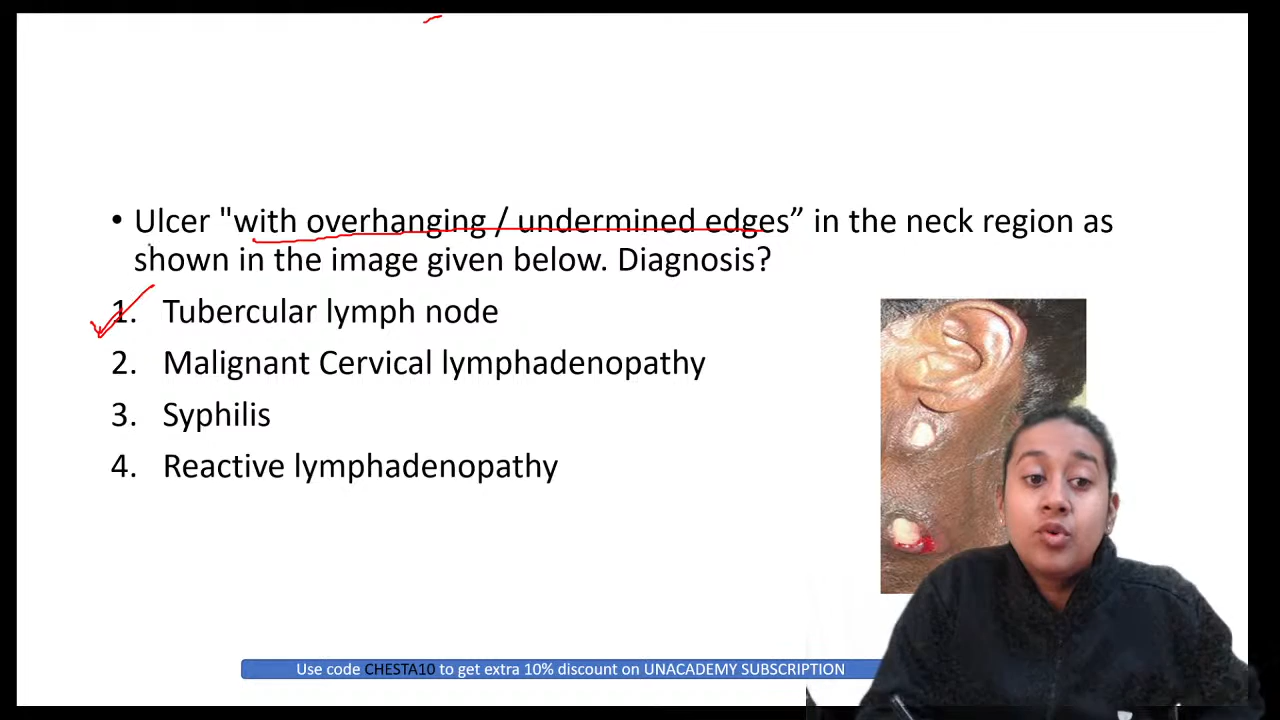 • Ulcer "with overhanging / undermined edges” in the neck region as
shown in the image given below. Diagnosis?
1. Tubercular lymph node
2. Malignant Cervical lymphadenopathy
3. Syphilis
4. Reactive lymphadenopathy
Use code CHESTA10 to get extra 10% discount on UNACADEMY SUBSCRIPTION